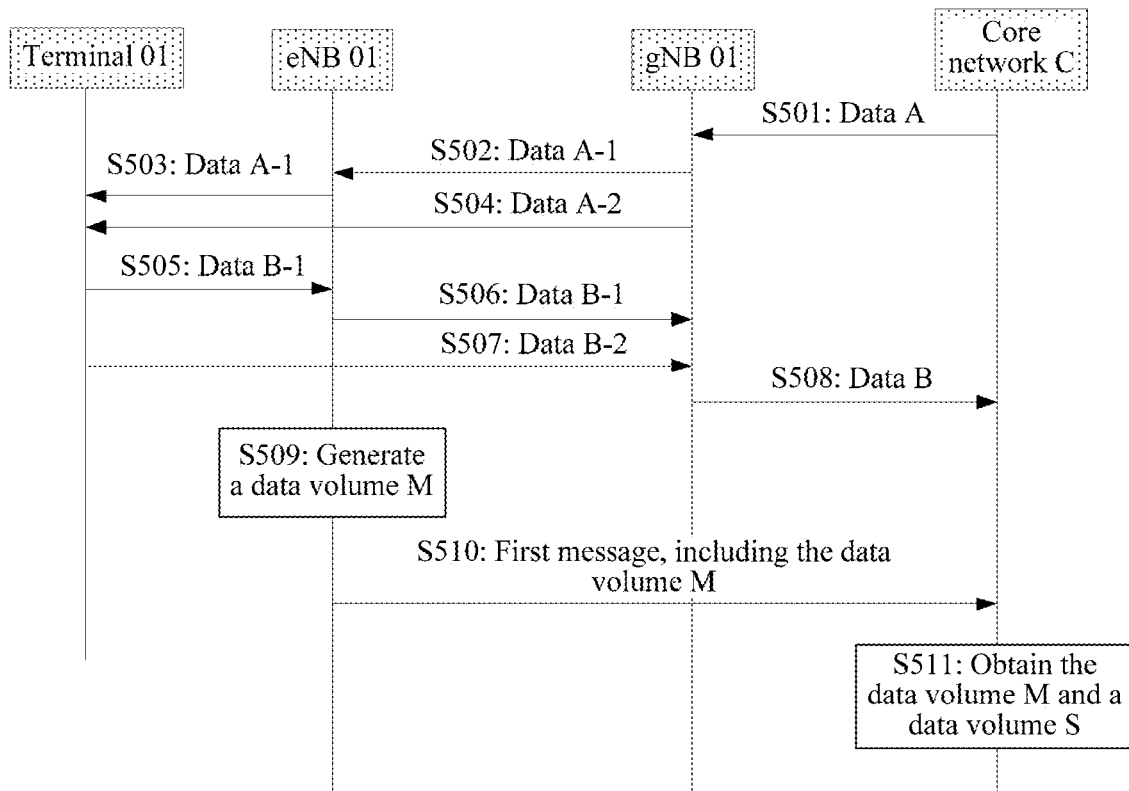 Terminal 01
eNB 01
gNB 01
Core
network C
S501: Data A
S502: Data A-1
S503: Data A-1
S504: Data A-2
S505: Data B-1
S506: Data B-1
S507: Data B-2
S508: Data B
S509: Generate
a data volume M
S510: First message, including the data
volume M
S511: Obtain the
data volume M and a
data volume S